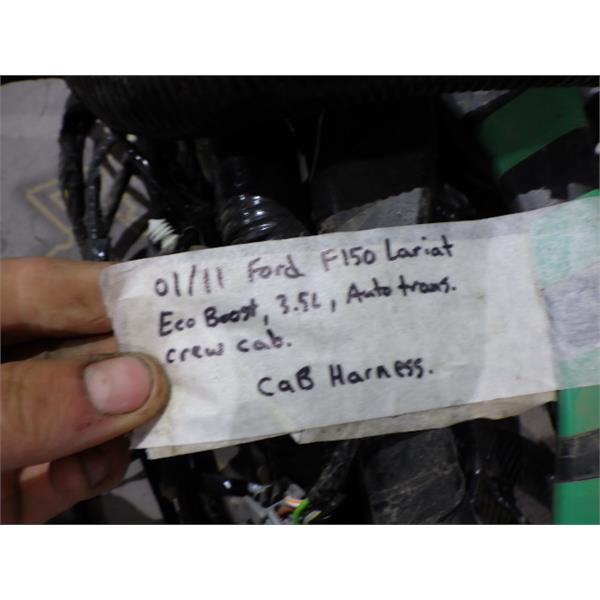 01/11 Ford F150 Lariat
Eco Boost, 3.5L, Auto trans.
crew cab.
CaB Harness.